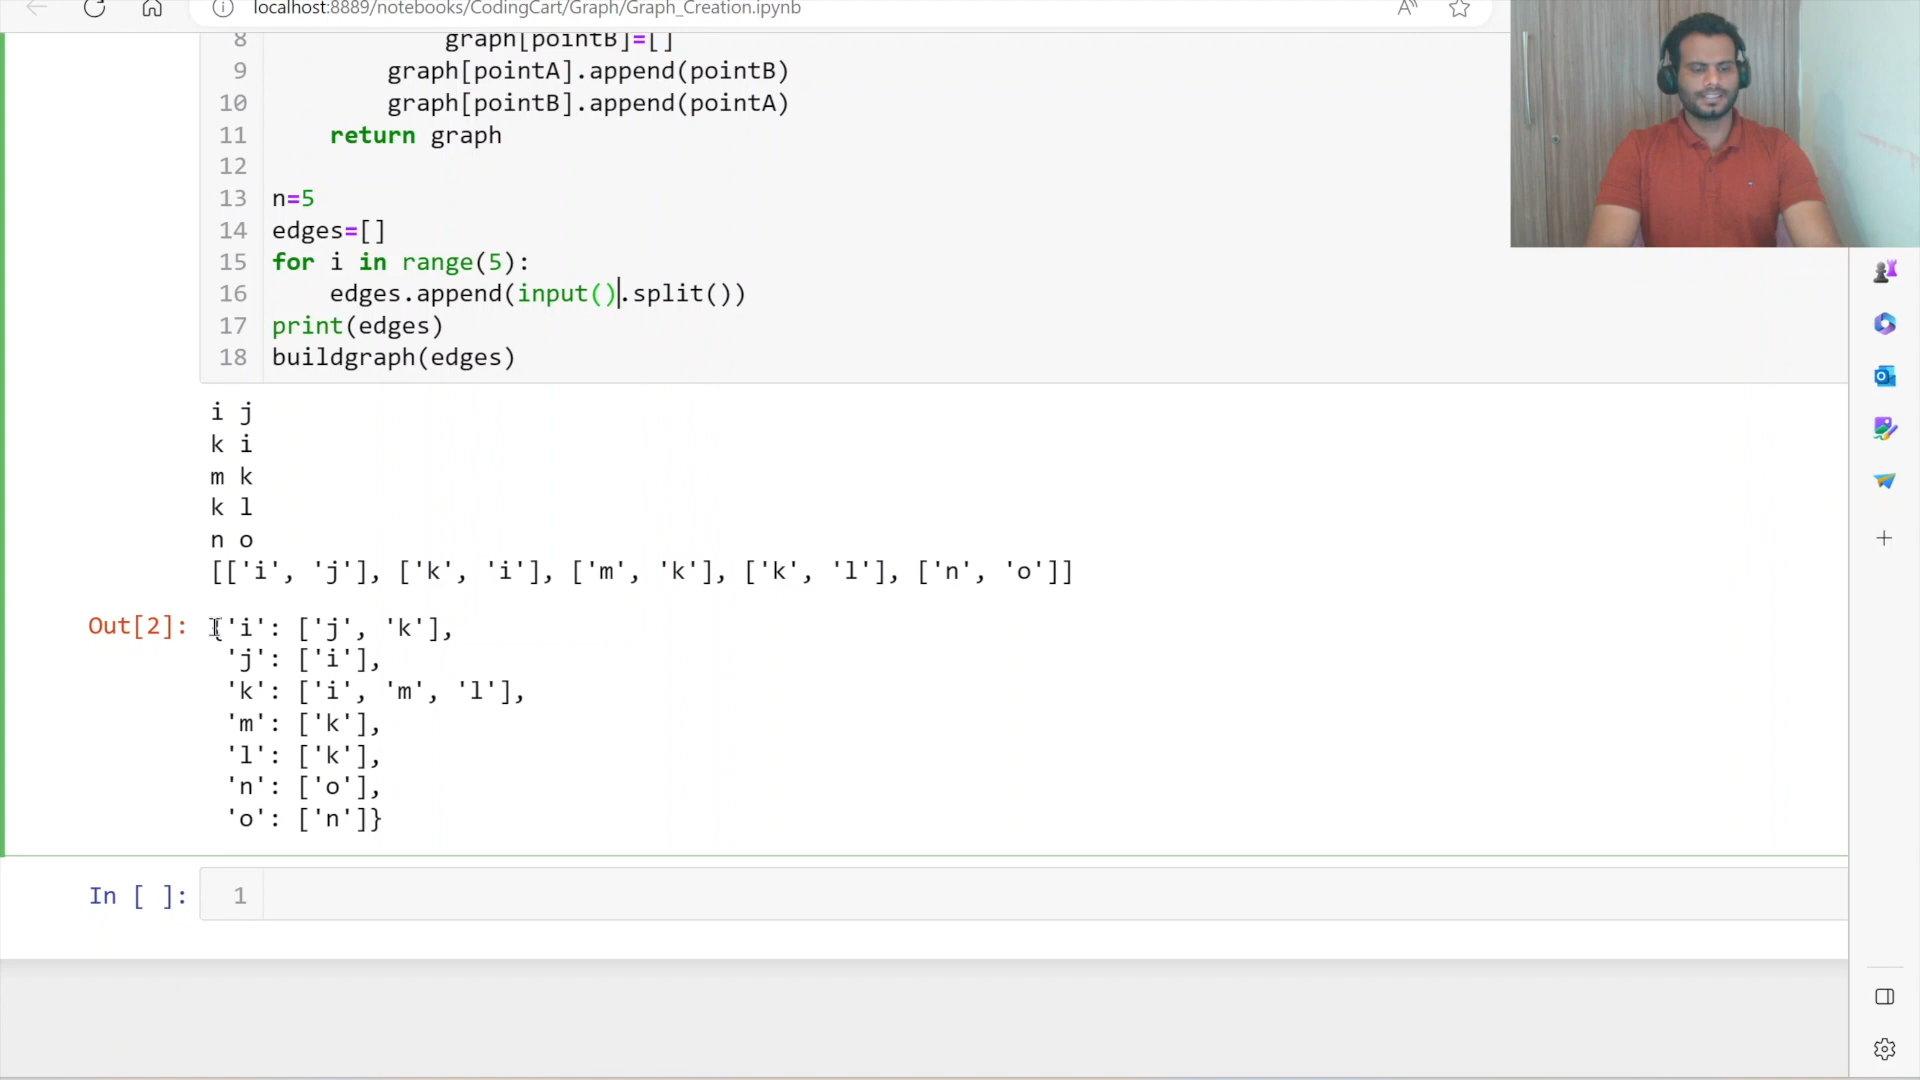 localhost:8889/notebooks/CodingCart/Graph/Graph_Creation.ipynb
8 graph[pointB]=[]
9 graph[pointA].append(pointB)
10 graph[pointB].append(pointA)
11 return graph
12
13 n=5
14 edges=[]
15 for i in range(5):
16 edges.append(input().split())
17 print(edges)
18 buildgraph(edges)
i j
k i
m k
k l
n o
[['i', 'j'], ['k', 'i'], ['m', 'k'], ['k', 'l'], ['n', 'o']]
Out[2]: {'i': ['j', 'k'],
'j': ['i'],
'k': ['i', 'm', 'l'],
'm': ['k'],
'l': ['k'],
'n': ['o'],
'o': ['n']}
In [ ]: 1